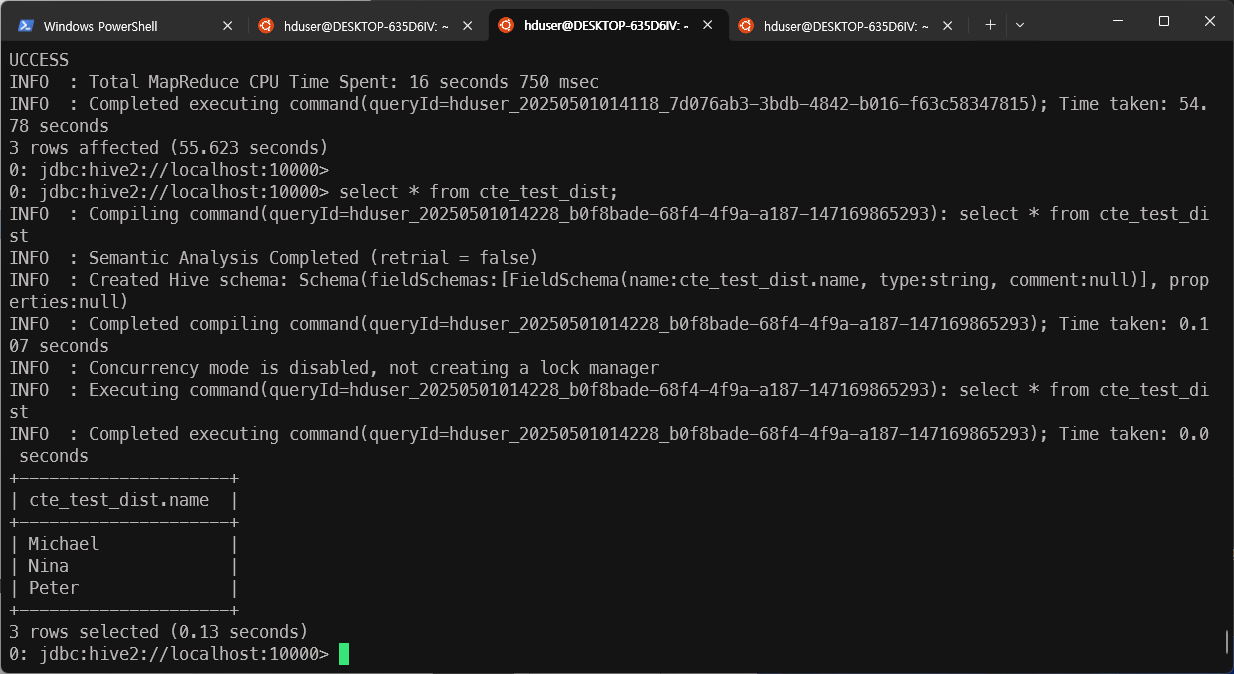 Windows PowerShell
hduser@DESKTOP-635D6IV: ~
hduser@DESKTOP-635D6IV: ~
hduser@DESKTOP-635D6IV: ~
UCCESS
INFO  : Total MapReduce CPU Time Spent: 16 seconds 750 msec
INFO  : Completed executing command(queryId=hduser_20250501014118_7d076ab3-3bdb-4842-b016-f63c58347815); Time taken: 54.
78 seconds
3 rows affected (55.623 seconds)
0: jdbc:hive2://localhost:10000>
0: jdbc:hive2://localhost:10000> select * from cte_test_dist;
INFO  : Compiling command(queryId=hduser_20250501014228_b0f8bade-68f4-4f9a-a187-147169865293): select * from cte_test_di
st
INFO  : Semantic Analysis Completed (retrial = false)
INFO  : Created Hive schema: Schema(fieldSchemas:[FieldSchema(name:cte_test_dist.name, type:string, comment:null)], prop
erties:null)
INFO  : Completed compiling command(queryId=hduser_20250501014228_b0f8bade-68f4-4f9a-a187-147169865293); Time taken: 0.1
07 seconds
INFO  : Concurrency mode is disabled, not creating a lock manager
INFO  : Executing command(queryId=hduser_20250501014228_b0f8bade-68f4-4f9a-a187-147169865293): select * from cte_test_di
st
INFO  : Completed executing command(queryId=hduser_20250501014228_b0f8bade-68f4-4f9a-a187-147169865293); Time taken: 0.0
 seconds
+---------------------+
| cte_test_dist.name  |
+---------------------+
| Michael             |
| Nina                |
| Peter               |
+---------------------+
3 rows selected (0.13 seconds)
0: jdbc:hive2://localhost:10000>